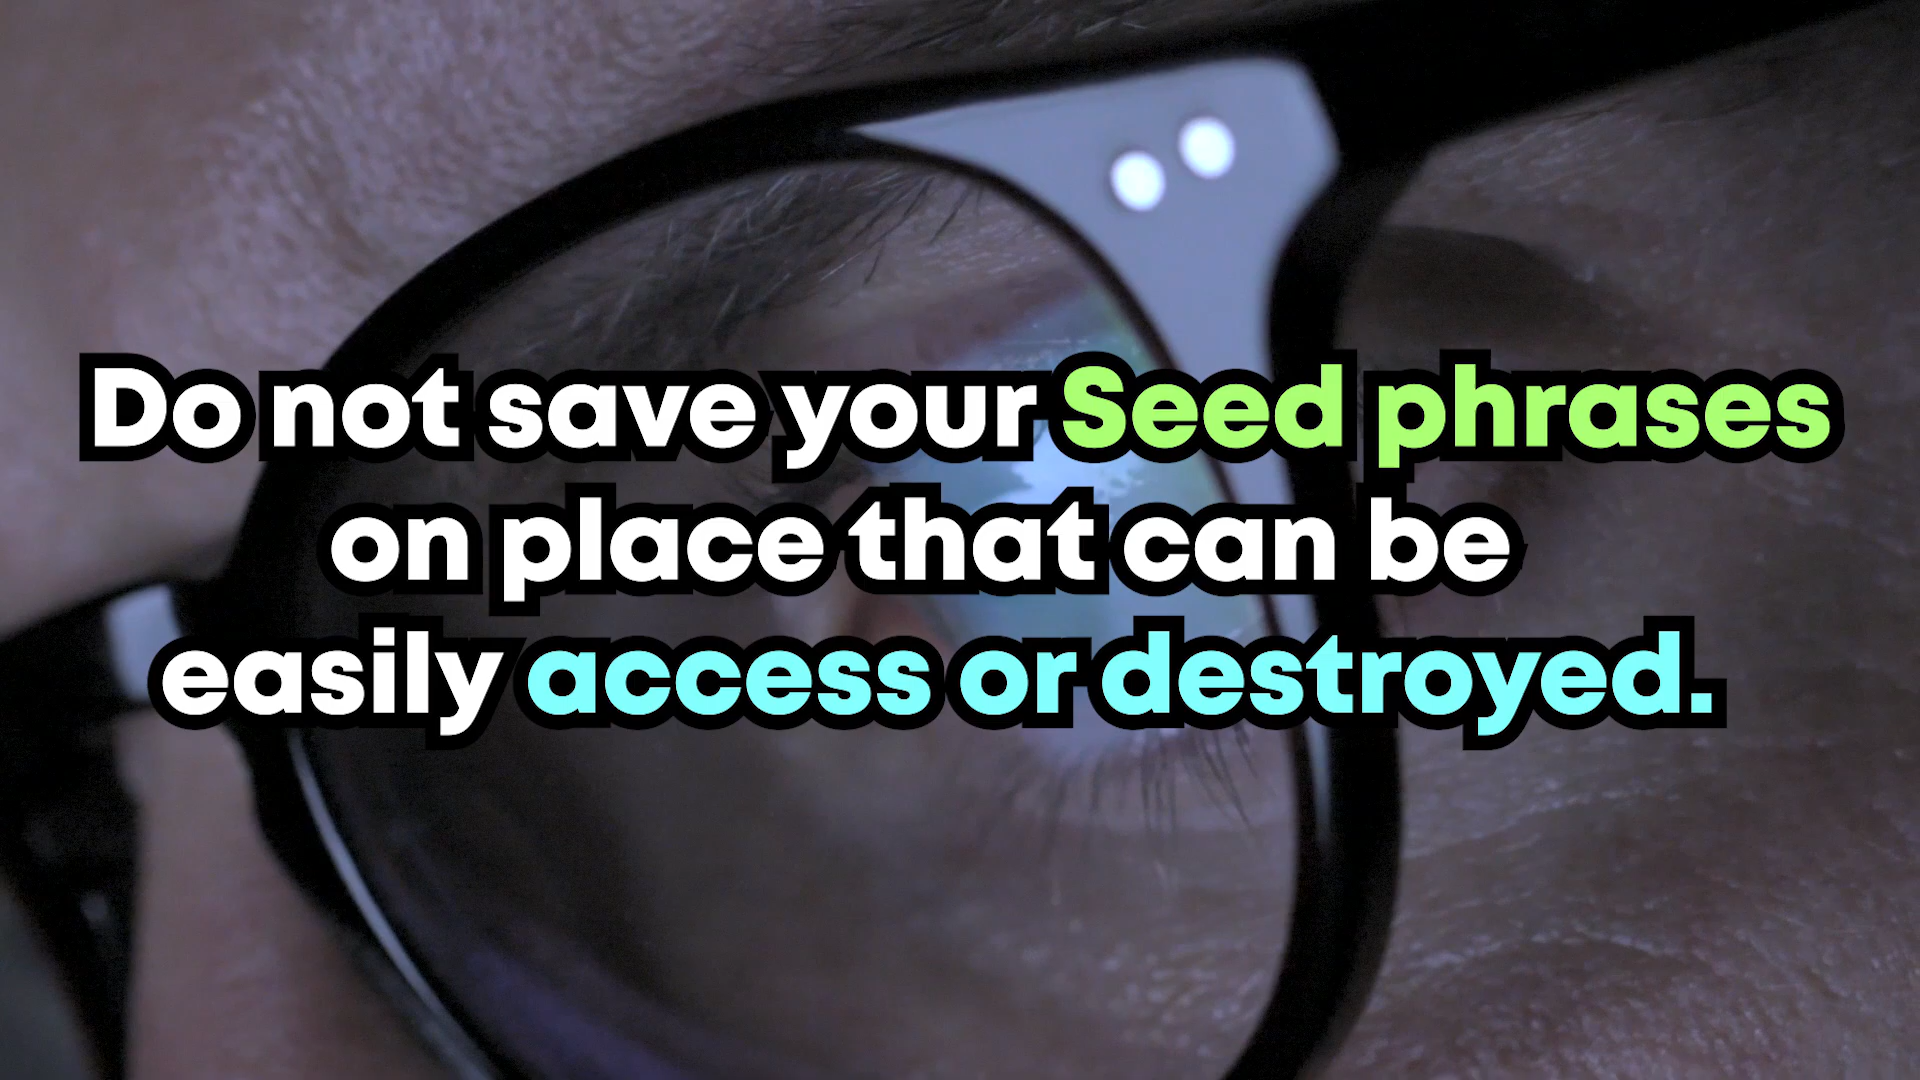 Do not save your Seed phrases
on place that can be
easily access or destroyed.